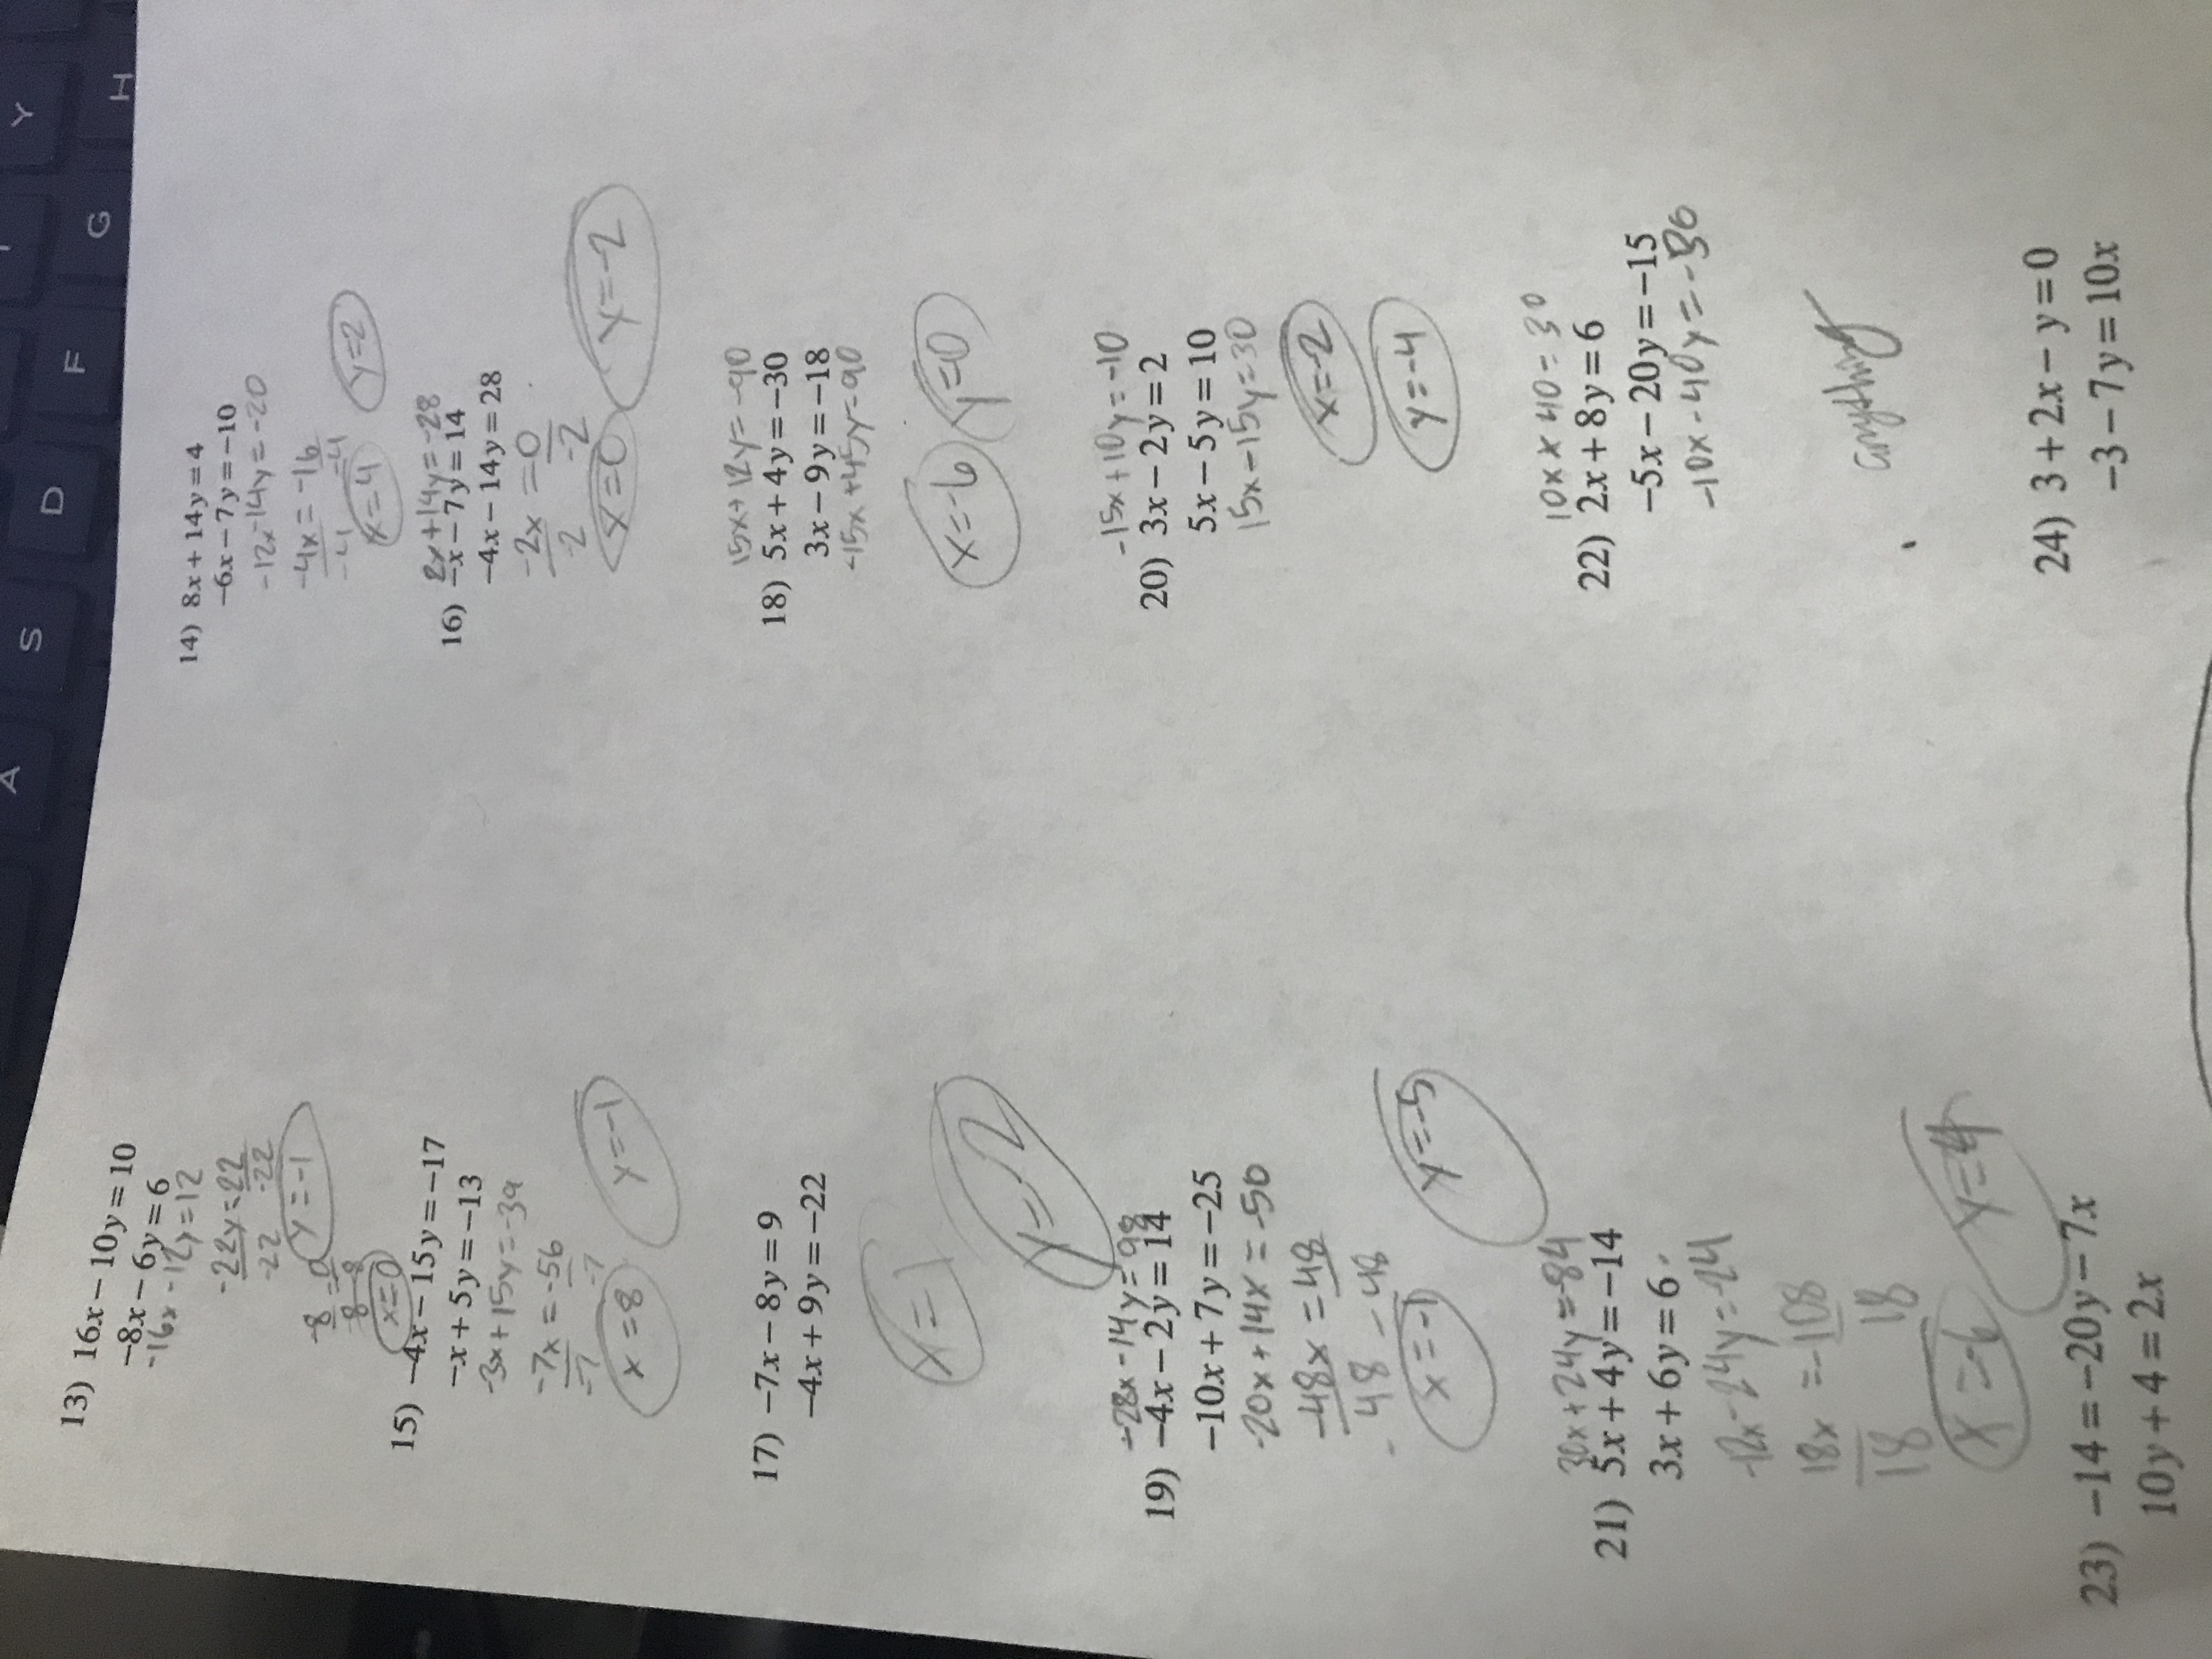 A S D F G H Y
13) 16x – 10y = 10
–8x – 6y = 6
-16x -12y=12
-22y=22
-22 -22
y=-1
-8 =0
-8 -8
x=0
14) 8x + 14y = 4
–6x – 7y = –10
-12x-14y=-20
-4x=-16
-4 -4
x=4 y=2
15) –4x – 15y = –17
–x + 5y = –13
-3x+15y=-39
-7x=-56
-7 -7
x=8 y=-1
2x+14y=-28
16) –x – 7y = 14
–4x – 14y = 28
-2x =0
-2 -2
x=0 y=-2
17) –7x – 8y = 9
–4x + 9y = –22
x=1
y=-2
15x+12y=-90
18) 5x + 4y = –30
3x – 9y = –18
-15x+45y=90
x=-6 y=0
-28x-14y=98
19) –4x – 2y = 14
–10x + 7y = –25
-20x+14x=-50
-48x=48
-48 -48
x=-1 y=-5
-15x+10y=-10
20) 3x – 2y = 2
5x – 5y = 10
15x-15y=30
x=-2
y=-4
30x+24y=-84
21) 5x + 4y = –14
3x + 6y = 6
-12x-24y=-24
18x=-108
18 18
x=-6 y=4
10x x 40=30
22) 2x + 8y = 6
–5x – 20y = –15
-10x-40y=-30
anything
23) –14 = –20y – 7x
10y + 4 = 2x
24) 3 + 2x – y = 0
–3 – 7y = 10x